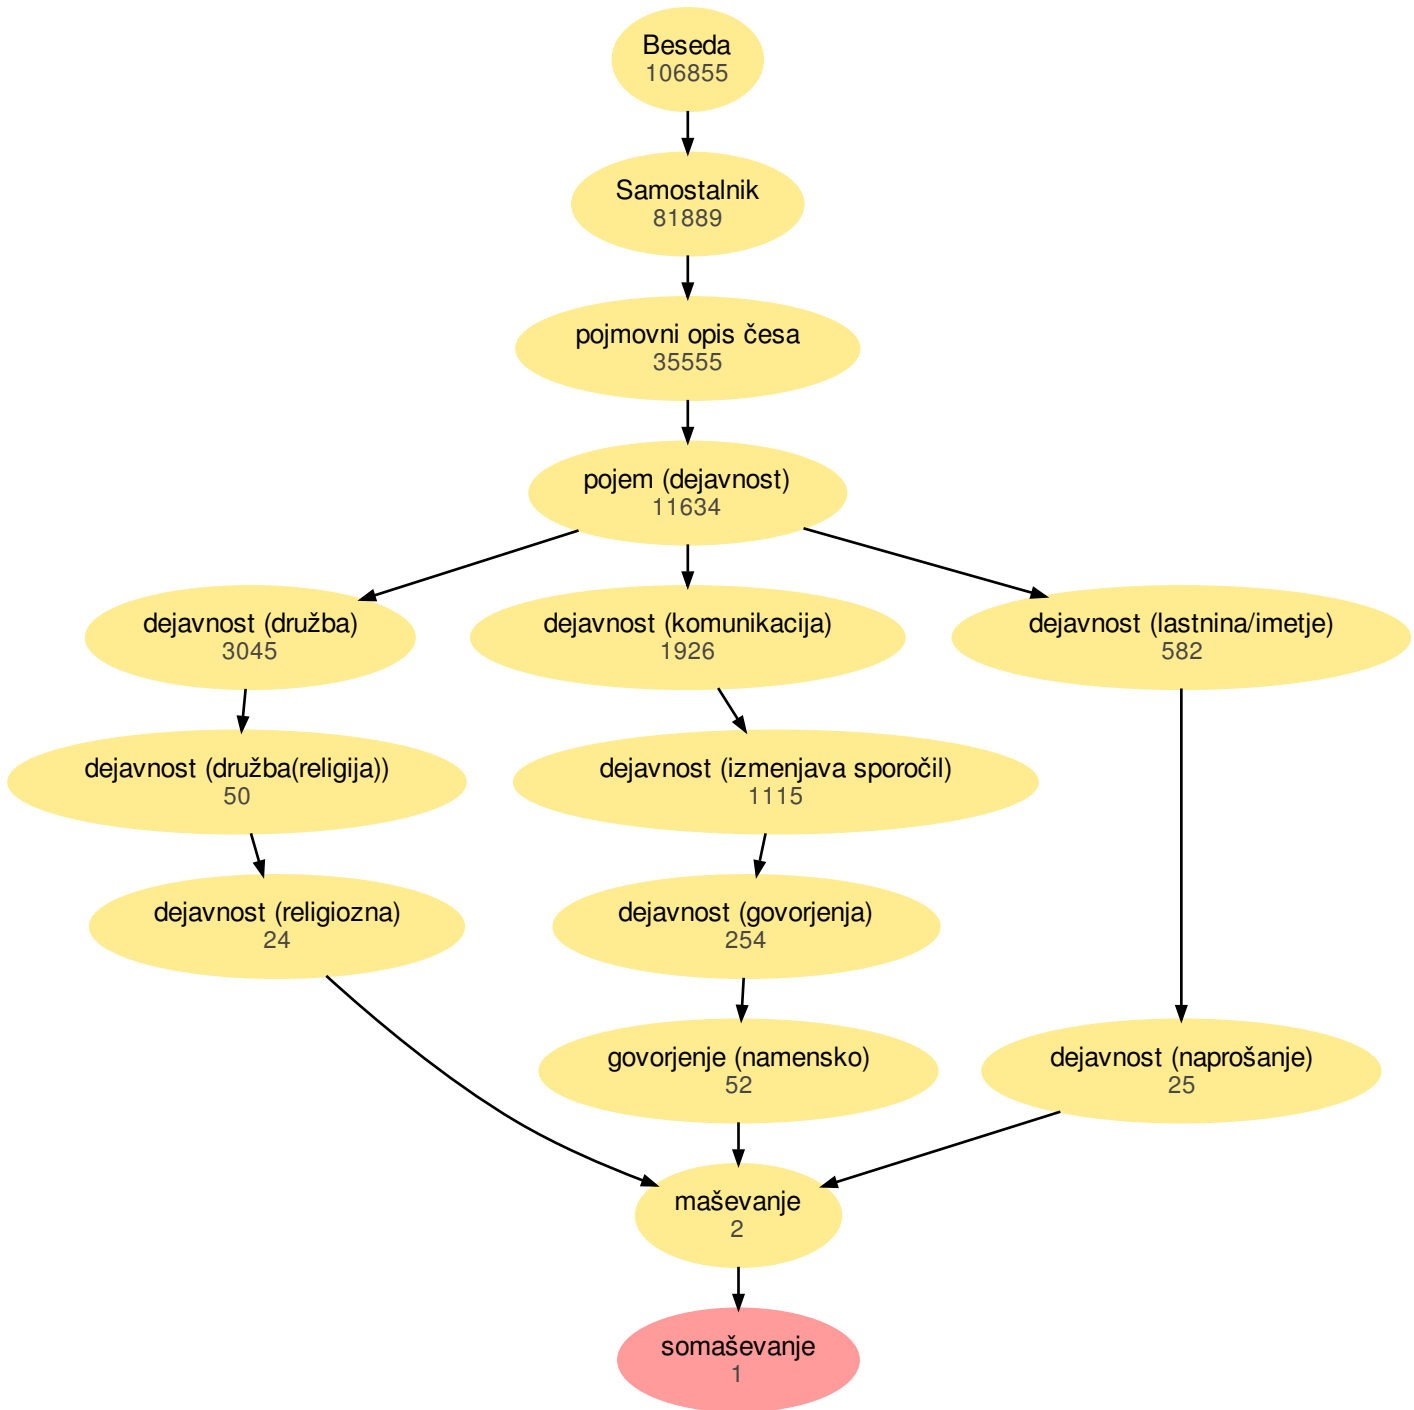 Beseda
106855
Samostalnik
81889
pojmovni opis česa
35555
pojem (dejavnost)
11634
dejavnost (družba)
3045
dejavnost (komunikacija)
1926
dejavnost (lastnina/imetje)
582
dejavnost (družba(religija))
50
dejavnost (izmenjava sporočil)
1115
dejavnost (religiozna)
24
dejavnost (govorjenja)
254
govorjenje (namensko)
52
dejavnost (naprošanje)
25
maševanje
2
somaševanje
1